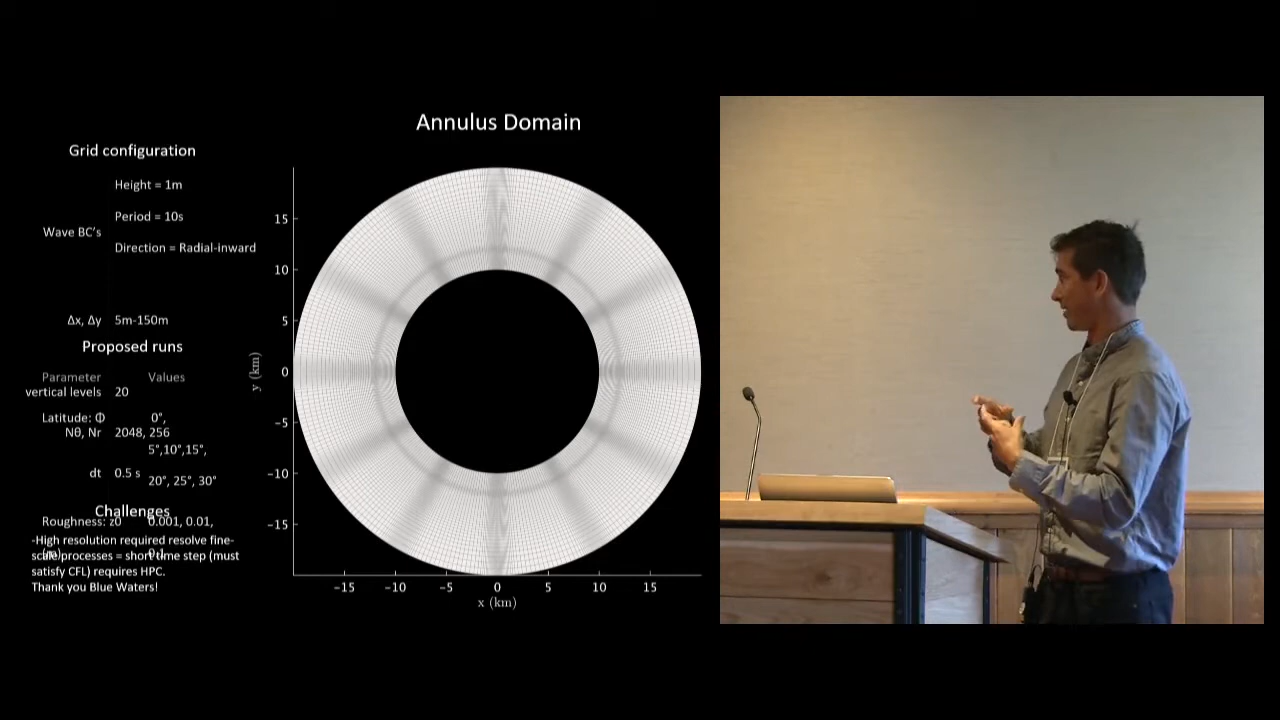 Annulus Domain
Grid configuration
Height = 1m
Period = 10s
Wave BC's
Direction = Radial-inward
Δx, Δy 5m-150m
Proposed runs
Parameter Values
vertical levels 20
Latitude: Φ 0°,
Nθ, Nr 2048, 256
5°,10°,15°,
dt 0.5 s
20°, 25°, 30°
Challenges
Roughness: z0 0.001, 0.01,
-High resolution required resolve fine-
(m) 0.1
scale processes = short time step (must
satisfy CFL) requires HPC.
Thank you Blue Waters!
y (km)
15
10
5
0
−5
−10
−15
−15 −10 −5 0 5 10 15
x (km)